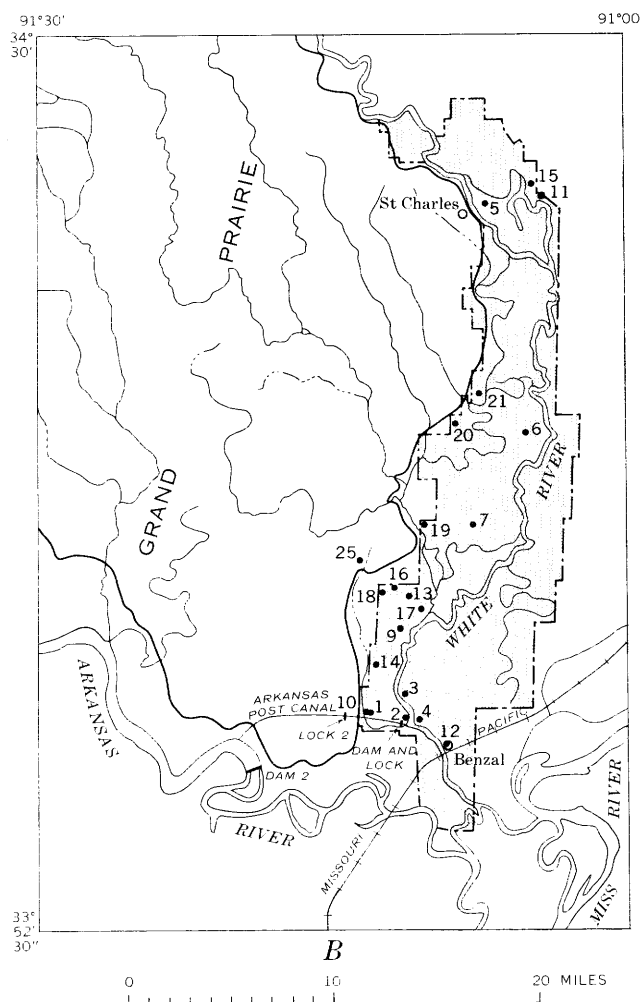 91°30'
91°00
34°
30'
PRAIRIE
15
11
St Charles
5
21
20
6
RIVER
GRAND
19
7
25
16
18
13
17
WHITE
9
14
ARKANSAS
3
ARKANSAS
POST CANAL
10
1
2
4
LOCK 2
DAM AND
LOCK
12
PACIFIC
Benzal
DAM 2
RIVER
RIVER
MISSOURI
MISS
33°
52'
30"
B
0
10
20 MILES